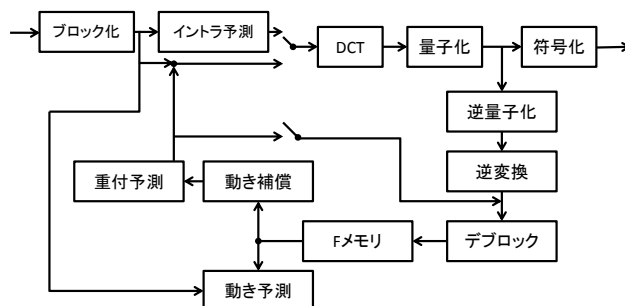 ブロック化
イントラ予測
DCT
量子化
符号化
逆量子化
逆変換
重付予測
動き補償
Fメモリ
デブロック
動き予測